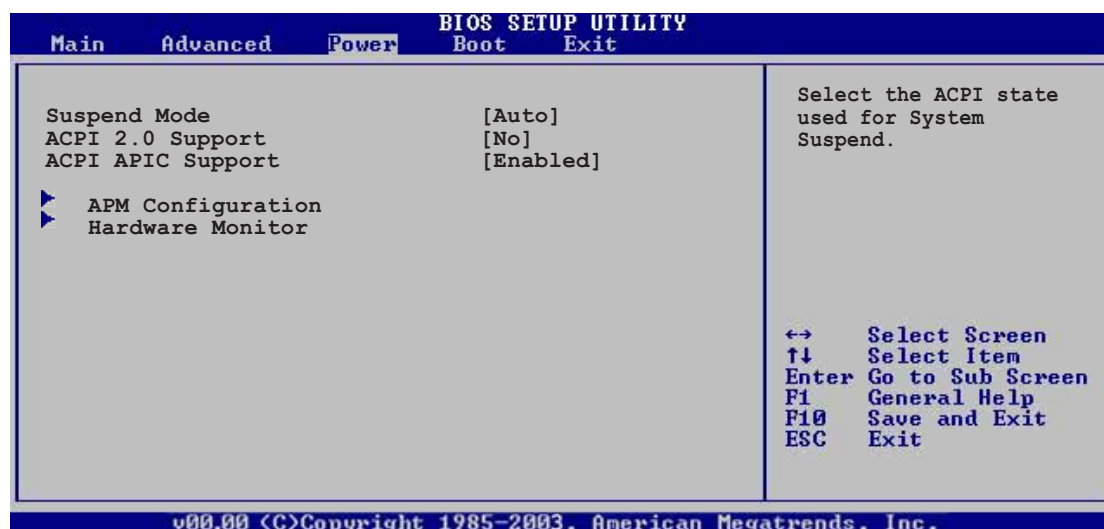 BIOS SETUP UTILITY
Main Advanced Power Boot Exit
Suspend Mode [Auto]
ACPI 2.0 Support [No]
ACPI APIC Support [Enabled]
APM Configuration
Hardware Monitor
Select the ACPI state
used for System
Suspend.
←→ Select Screen
↑↓ Select Item
Enter Go to Sub Screen
F1 General Help
F10 Save and Exit
ESC Exit
v00.00 (C)Copyright 1985-2003, American Megatrends, Inc.